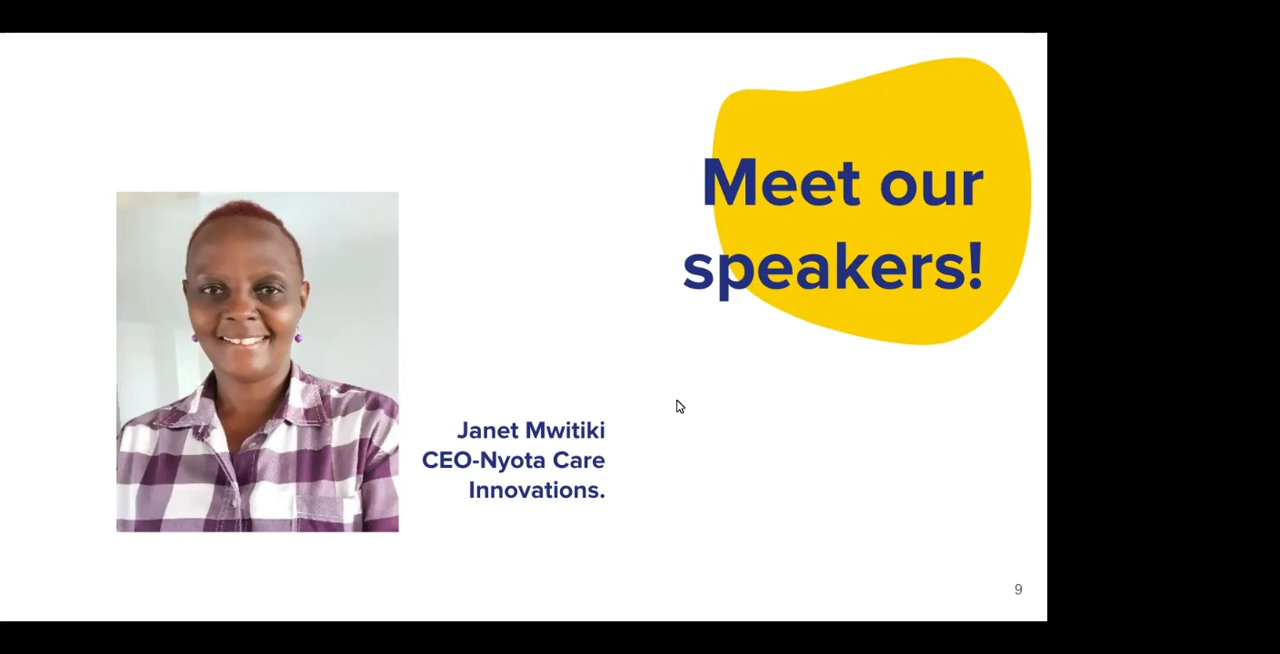 Meet our
speakers!
Janet Mwitiki
CEO-Nyota Care
Innovations.
9